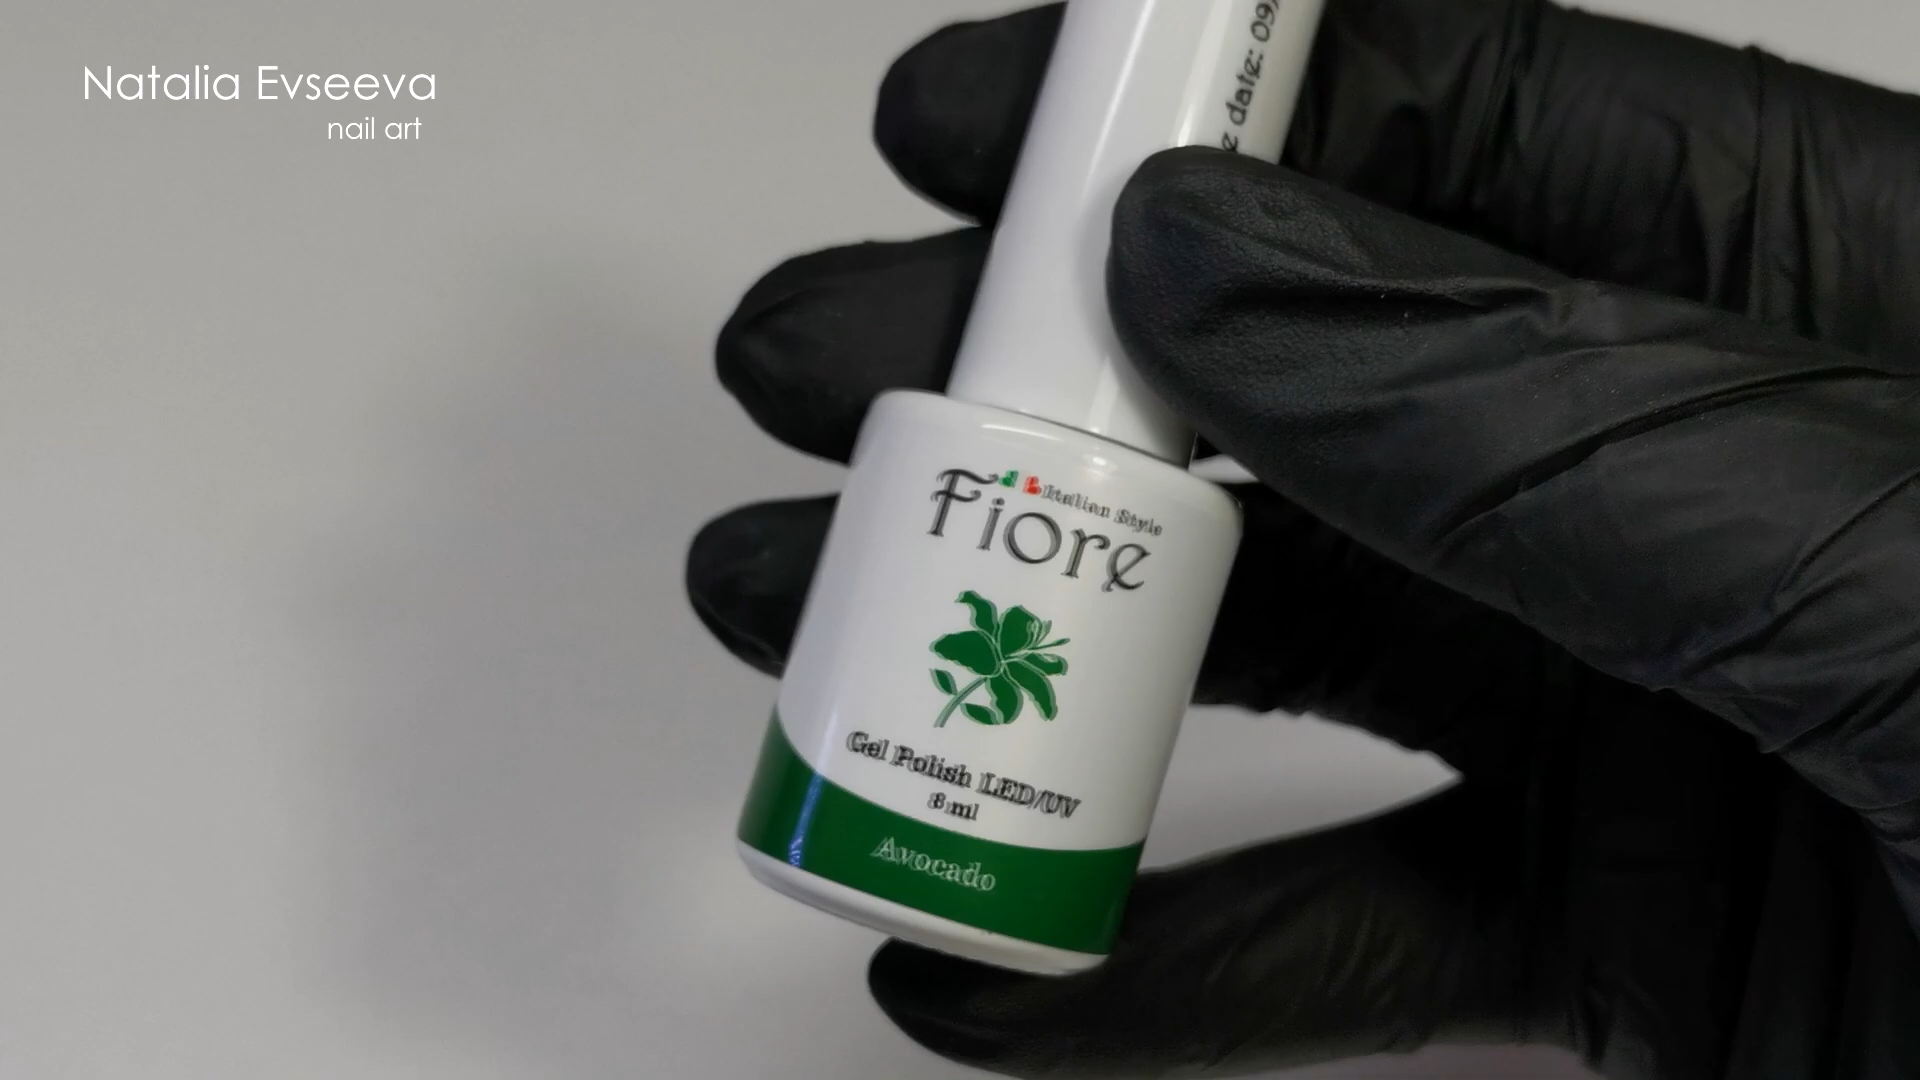 Natalia Evseeva
nail art
e date: 09/
Italian Style
Fiore
Gel Polish LED/UV
8 ml
Avocado